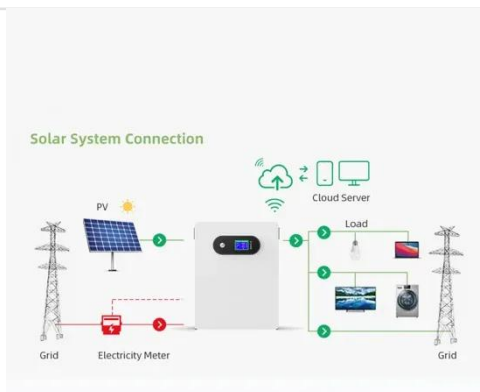 Solar System Connection
Cloud Server
PV
Load
Grid
Electricity Meter
Grid